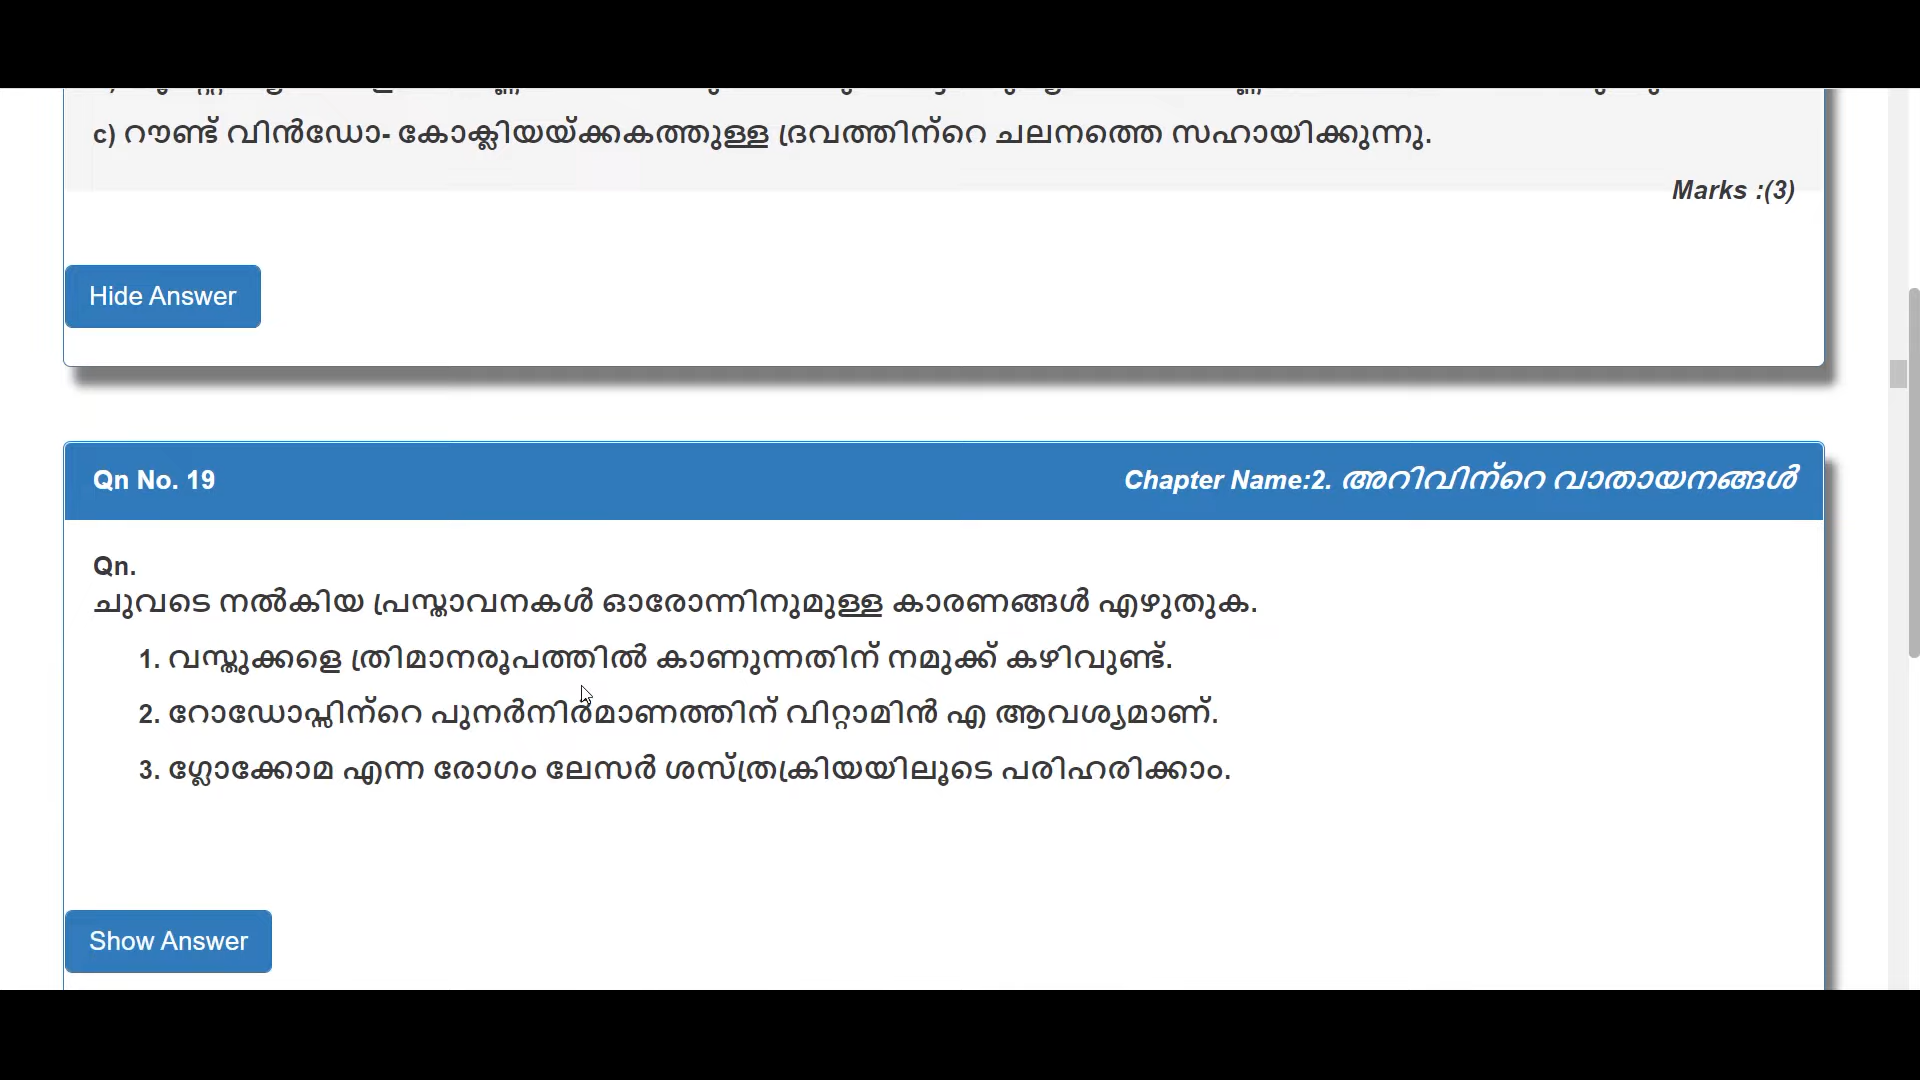 c) റൗണ്ട് വിൻഡോ- കോക്ലിയയ്ക്കകത്തുള്ള ദ്രവത്തിന്റെ ചലനത്തെ സഹായിക്കുന്നു.
Marks :(3)
Hide Answer
Qn No. 19 Chapter Name:2. അറിവിന്റെ വാതായനങ്ങൾ
Qn.
ചുവടെ നൽകിയ പ്രസ്താവനകൾ ഓരോന്നിനുമുള്ള കാരണങ്ങൾ എഴുതുക.
1. വസ്തുക്കളെ ത്രിമാനരൂപത്തിൽ കാണുന്നതിന് നമുക്ക് കഴിവുണ്ട്.
2. റോഡോപ്സിന്റെ പുനർനിർമാണത്തിന് വിറ്റാമിൻ എ ആവശ്യമാണ്.
3. ഗ്ലോക്കോമ എന്ന രോഗം ലേസർ ശസ്ത്രക്രിയയിലൂടെ പരിഹരിക്കാം.
Show Answer